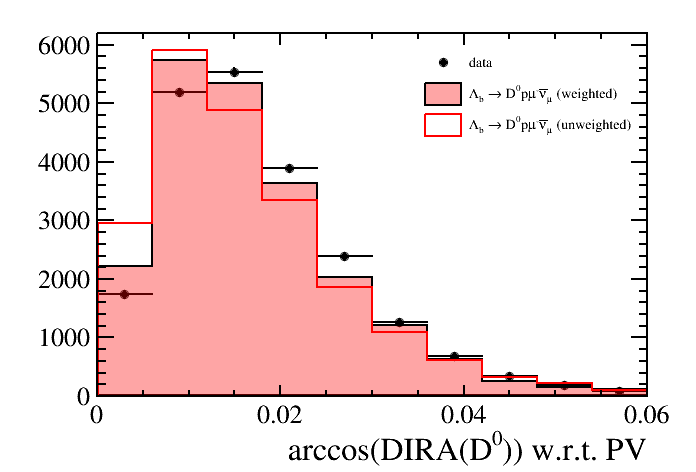 6000
5000
4000
3000
2000
1000
0
data
Λb → D⁰pμ ν̅μ (weighted)
Λb → D⁰pμ ν̅μ (unweighted)
0 0.02 0.04 0.06
arccos(DIRA(D⁰)) w.r.t. PV